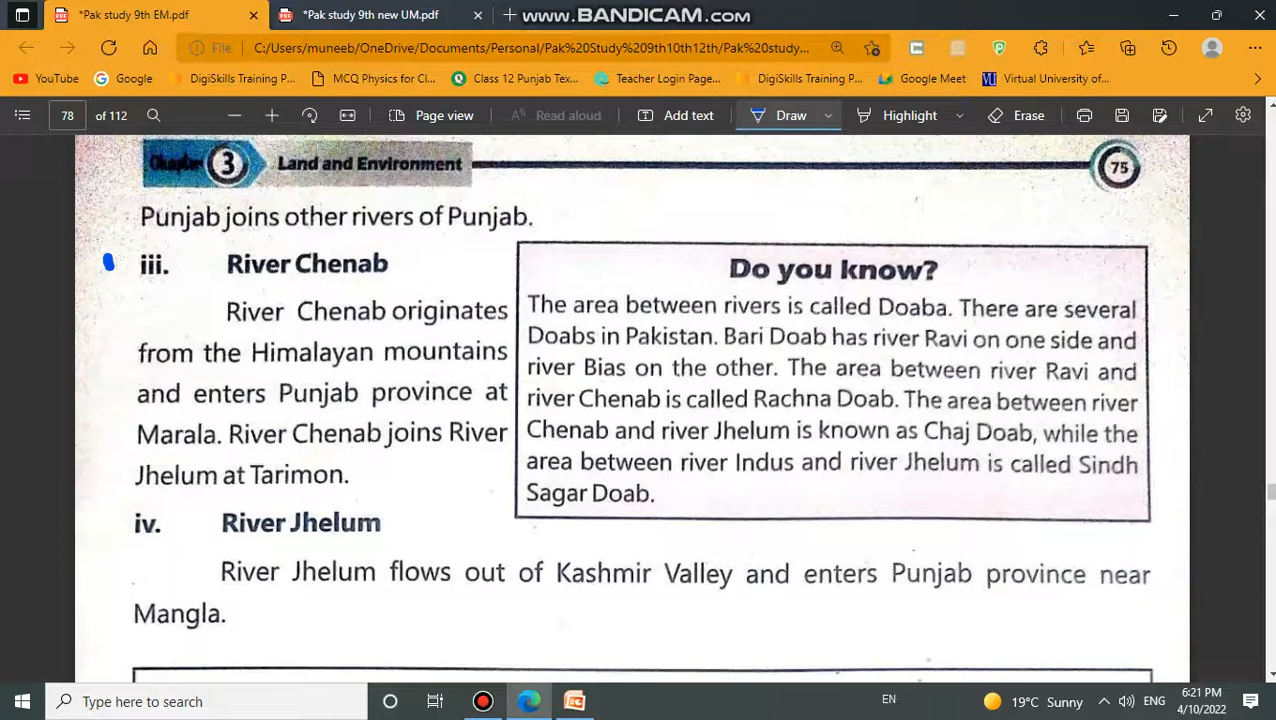 *Pak study 9th EM.pdf
*Pak study 9th new UM.pdf
www.BANDICAM.com
File
C:/Users/muneeb/OneDrive/Documents/Personal/Pak%20Study%209th10th12th/Pak%20study...
YouTube
Google
DigiSkills Training P...
MCQ Physics for Cl...
Class 12 Punjab Tex...
Teacher Login Page...
DigiSkills Training P...
Google Meet
VU
Virtual University of...
78 of 112
Page view
Read aloud
Add text
Draw
Highlight
Erase
Chapter 3 Land and Environment
75
Punjab joins other rivers of Punjab.
iii. River Chenab
River Chenab originates
from the Himalayan mountains
and enters Punjab province at
Marala. River Chenab joins River
Jhelum at Tarimon.
Do you know?
The area between rivers is called Doaba. There are several
Doabs in Pakistan. Bari Doab has river Ravi on one side and
river Bias on the other. The area between river Ravi and
river Chenab is called Rachna Doab. The area between river
Chenab and river Jhelum is known as Chaj Doab, while the
area between river Indus and river Jhelum is called Sindh
Sagar Doab.
iv. River Jhelum
River Jhelum flows out of Kashmir Valley and enters Punjab province near
Mangla.
Type here to search
EN
19°C Sunny
ENG
6:21 PM
4/10/2022